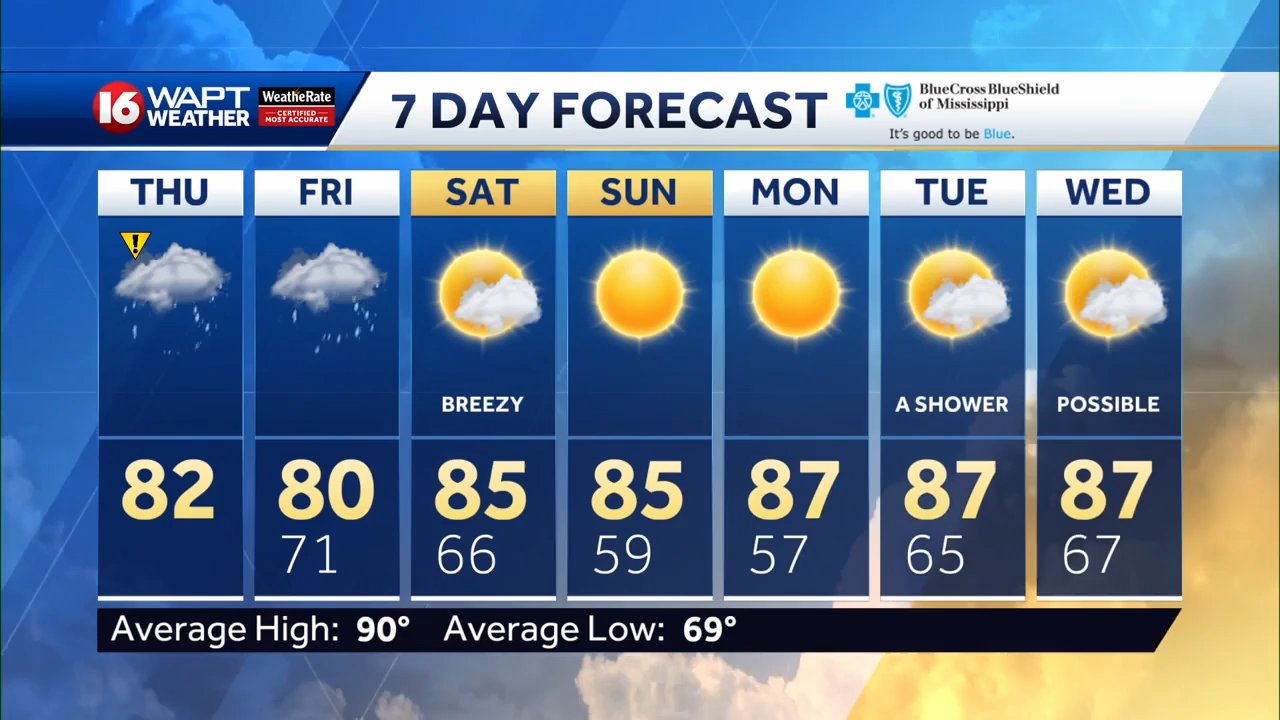 16 WAPT WEATHER
WeatheRate
CERTIFIED
MOST ACCURATE
7 DAY FORECAST
BlueCross BlueShield
of Mississippi
It's good to be Blue.
THU FRI SAT SUN MON TUE WED
!
BREEZY A SHOWER POSSIBLE
82 80 85 85 87 87 87
71 66 59 57 65 67
Average High: 90° Average Low: 69°